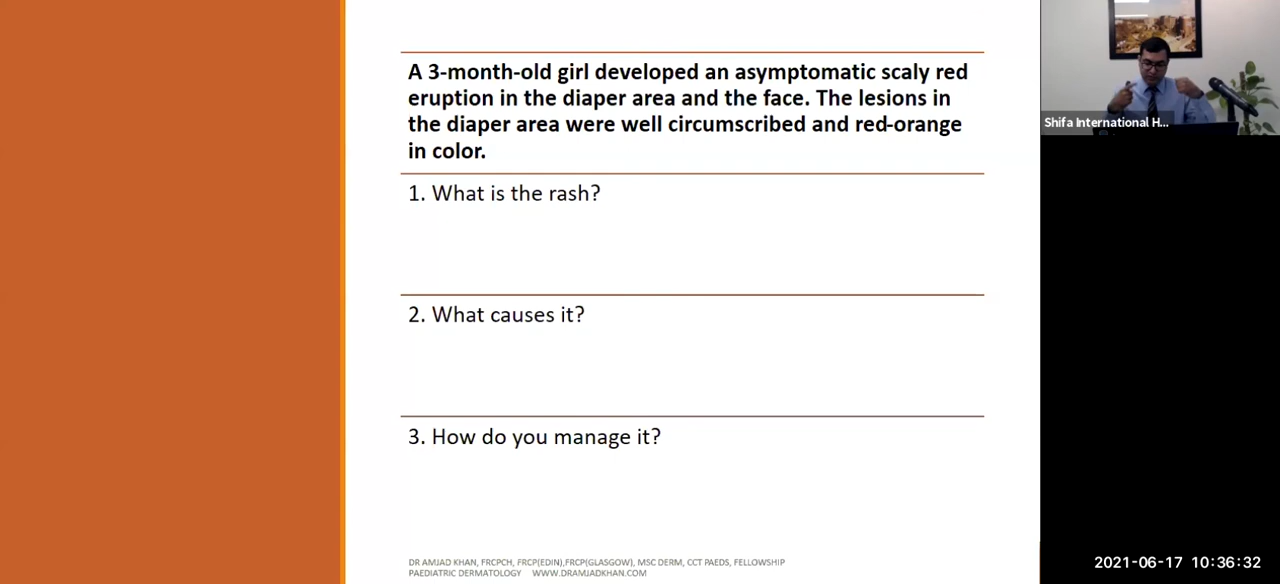 A 3-month-old girl developed an asymptomatic scaly red
eruption in the diaper area and the face. The lesions in
the diaper area were well circumscribed and red-orange
in color.
1. What is the rash?
2. What causes it?
3. How do you manage it?
DR AMJAD KHAN, FRCPCH, FRCP(EDIN),FRCP(GLASGOW), MSC DERM, CCT PAEDS, FELLOWSHIP
PAEDIATRIC DERMATOLOGY WWW.DRAMJADKHAN.COM
Shifa International H...
2021-06-17 10:36:32